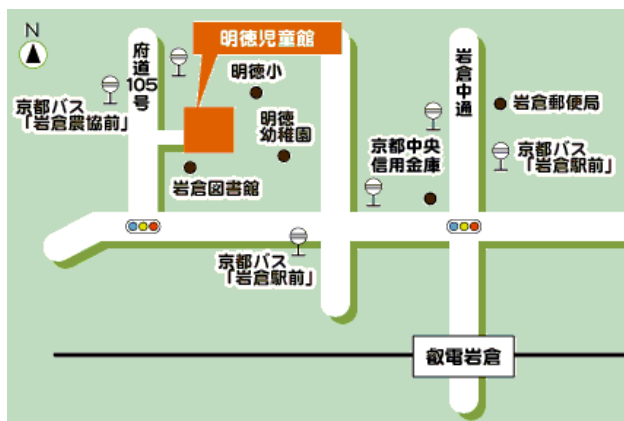 N
明徳児童館
府道
105
号
明徳小
岩倉中通
岩倉郵便局
京都バス
「岩倉農協前」
明徳
幼稚園
京都中央
信用金庫
京都バス
「岩倉駅前」
岩倉図書館
京都バス
「岩倉駅前」
叡電岩倉